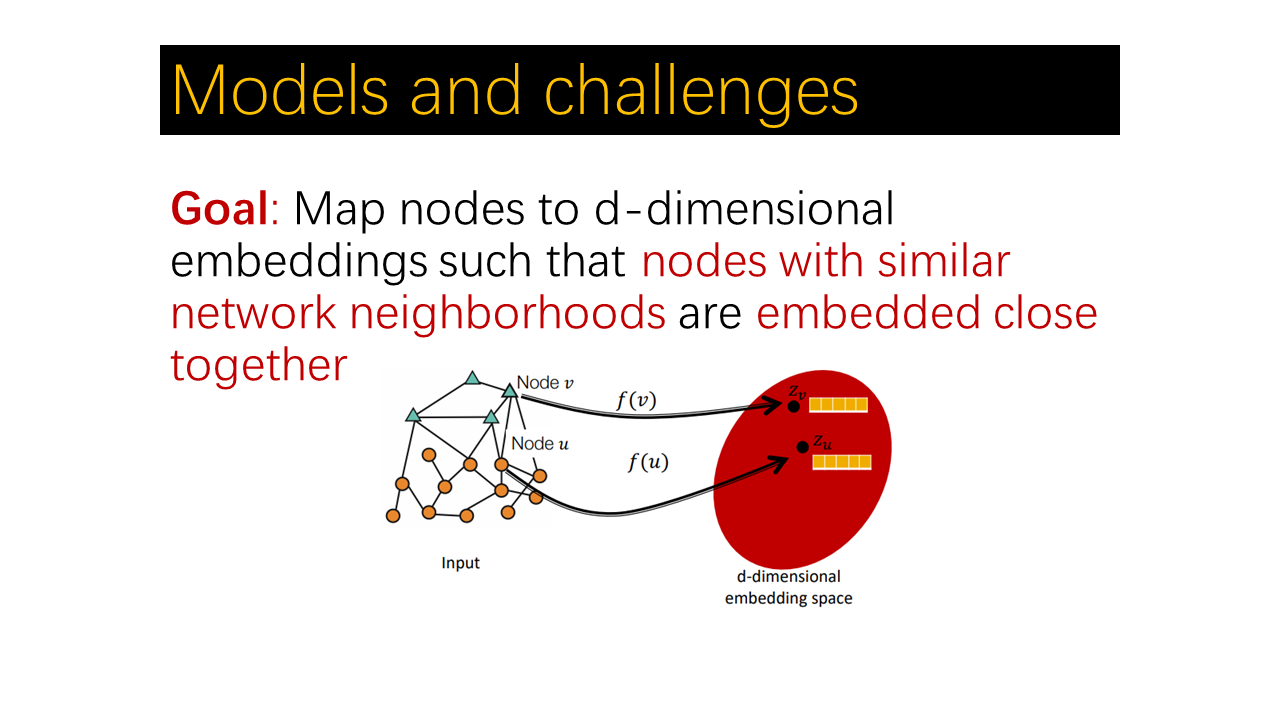 Models and challenges
Goal: Map nodes to d-dimensional
embeddings such that nodes with similar
network neighborhoods are embedded close
together
Node v
f(v)
z_v
Node u
f(u)
z_u
Input
d-dimensional
embedding space